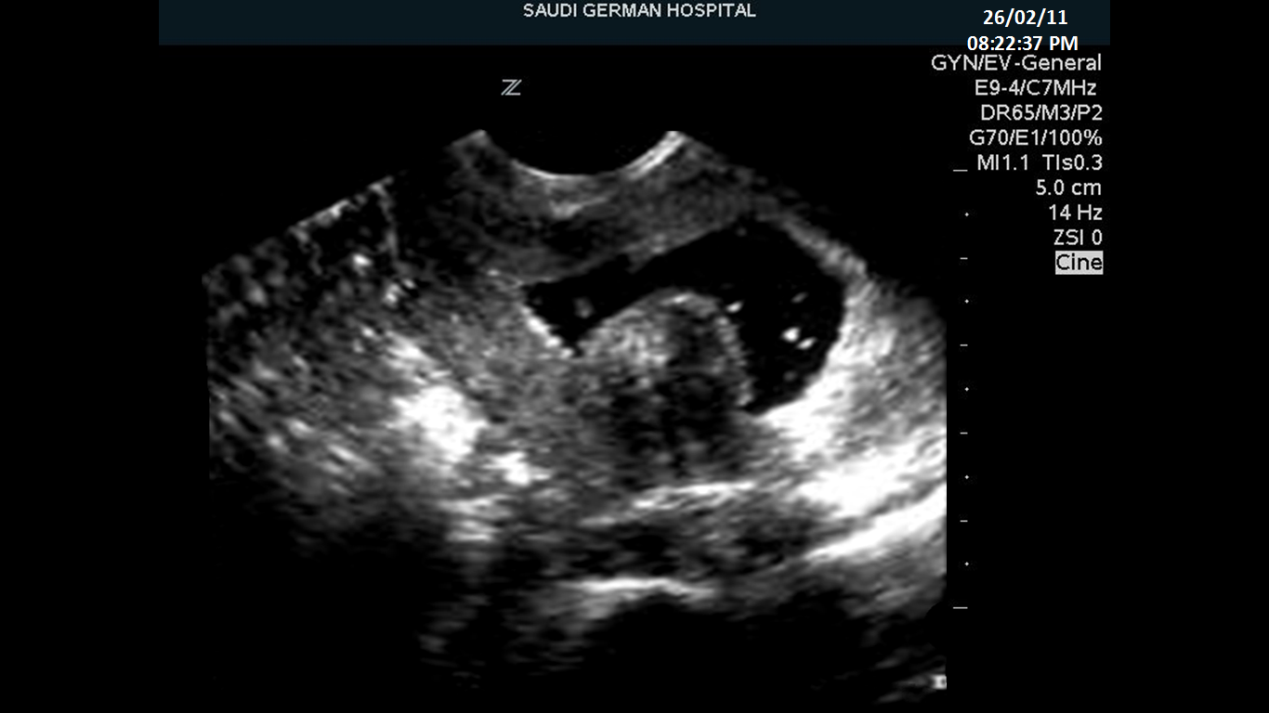 SAUDI GERMAN HOSPITAL
26/02/11
08:22:37 PM
GYN/EV-General
E9-4/C7MHz
DR65/M3/P2
G70/E1/100%
MI1.1 TIs0.3
5.0 cm
14 Hz
ZSI 0
Cine